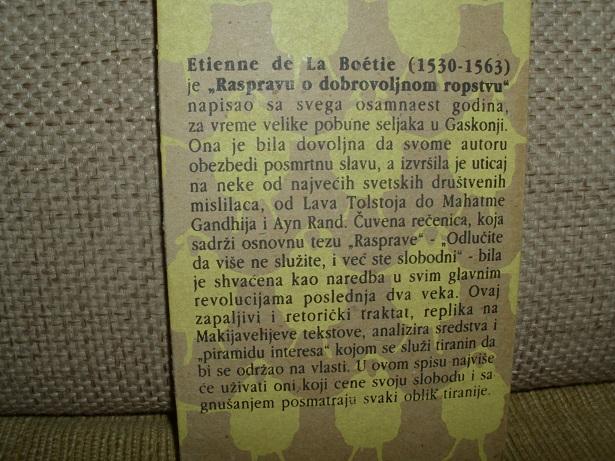 Etienne de La Boétie (1530-1563)
je „Raspravu o dobrovoljnom ropstvu“
napisao sa svega osamnaest godina,
za vreme velike pobune seljaka u Gaskonji.
Ona je bila dovoljna da svome autoru
obezbedi posmrtnu slavu, a izvršila je uticaj
na neke od najvećih svetskih društvenih
mislilaca, od Lava Tolstoja do Mahatme
Gandhija i Ayn Rand. Čuvena rečenica, koja
sadrži osnovnu tezu „Rasprave“ - „Odlučite
da više ne služite, i već ste slobodni“ - bila
je shvaćena kao naredba u svim glavnim
revolucijama poslednja dva veka. Ovaj
zapaljivi i retorički traktat, replika na
Makijavelijeve tekstove, analizira sredstva i
„piramidu interesa“ kojom se služi tiranin da
bi se održao na vlasti. U ovom spisu najviše
će uživati oni koji cene svoju slobodu i sa
gnušanjem posmatraju svaki oblik tiranije.